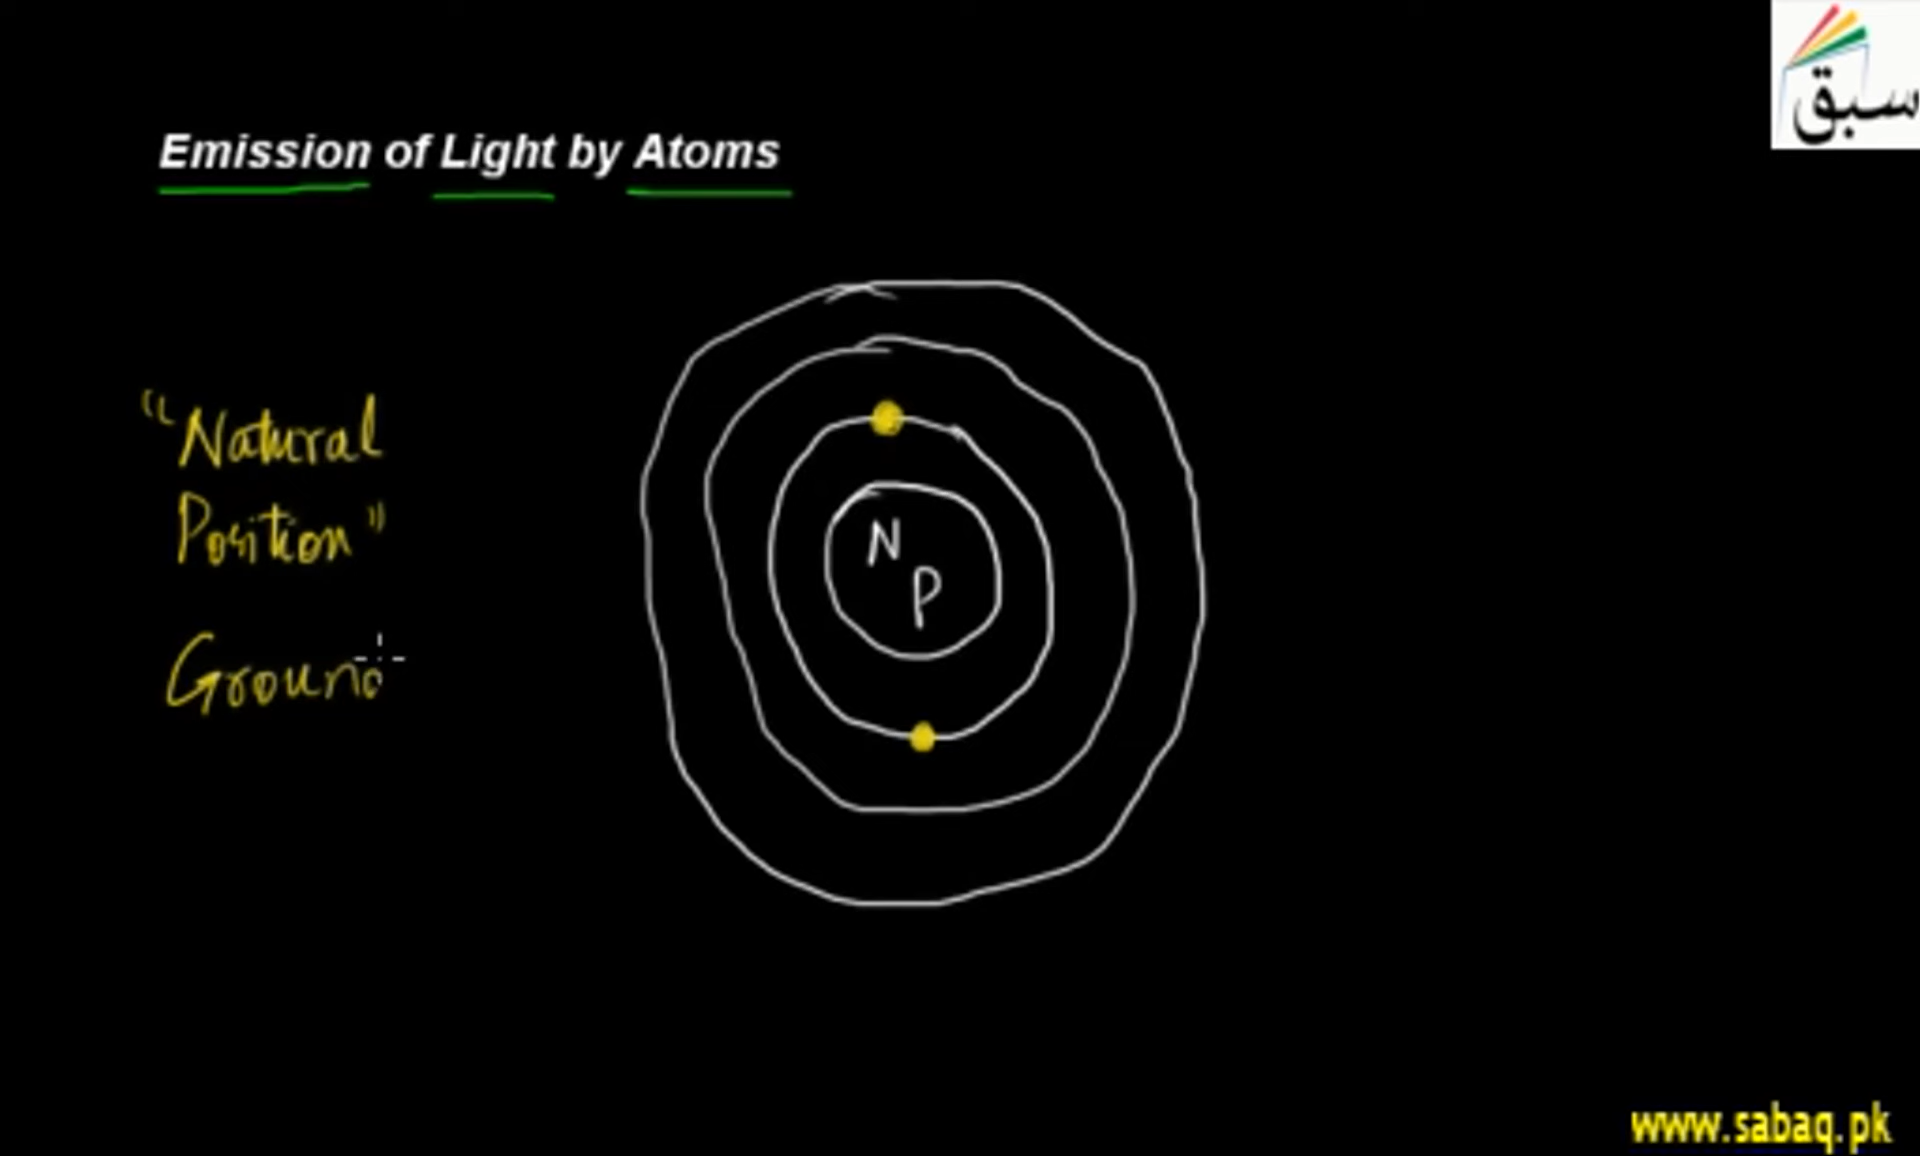 سبق
Emission of Light by Atoms
"Natural
Position"
Ground
N
P
www.sabaq.pk